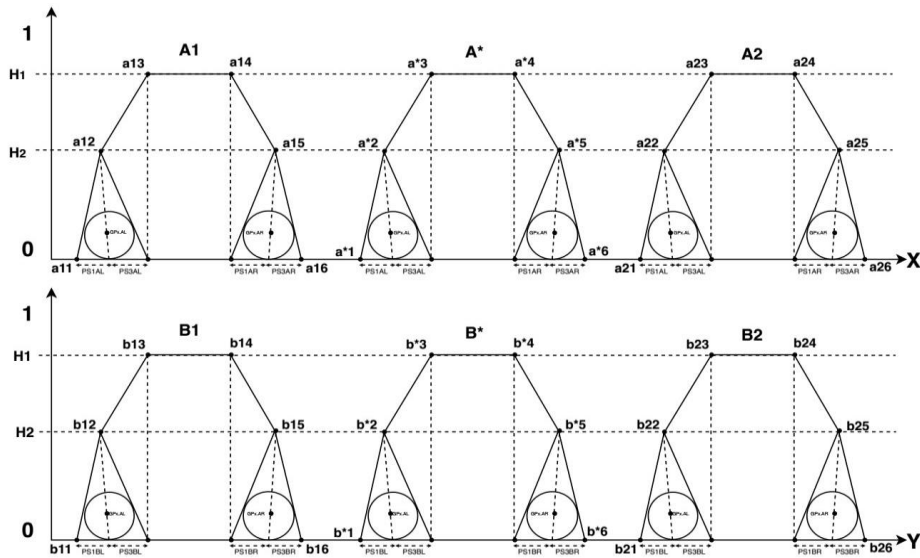 1
A1
A*
A2
a13
a14
a*3
a*4
a23
a24
H1
a12
a15
a*2
a*5
a22
a25
H2
GPx.AL
GPx.AR
GPx.AL
GPx.AR
GPx.AL
GPx.AR
0
a*1
a*6
X
a11
PS1AL
PS3AL
PS1AR
PS3AR
a16
PS1AL
PS3AL
PS1AR
PS3AR
a21
PS1AL
PS3AL
PS1AR
PS3AR
a26
1
B1
B*
B2
b13
b14
b*3
b*4
b23
b24
H1
b12
b15
b*2
b*5
b22
b25
H2
GPx.AL
GPx.AR
GPx.AL
GPx.AR
GPx.AL
GPx.AR
0
b*1
b*6
Y
b11
PS1BL
PS3BL
PS1BR
PS3BR
b16
PS1BL
PS3BL
PS1BR
PS3BR
b21
PS1BL
PS3BL
PS1BR
PS3BR
b26